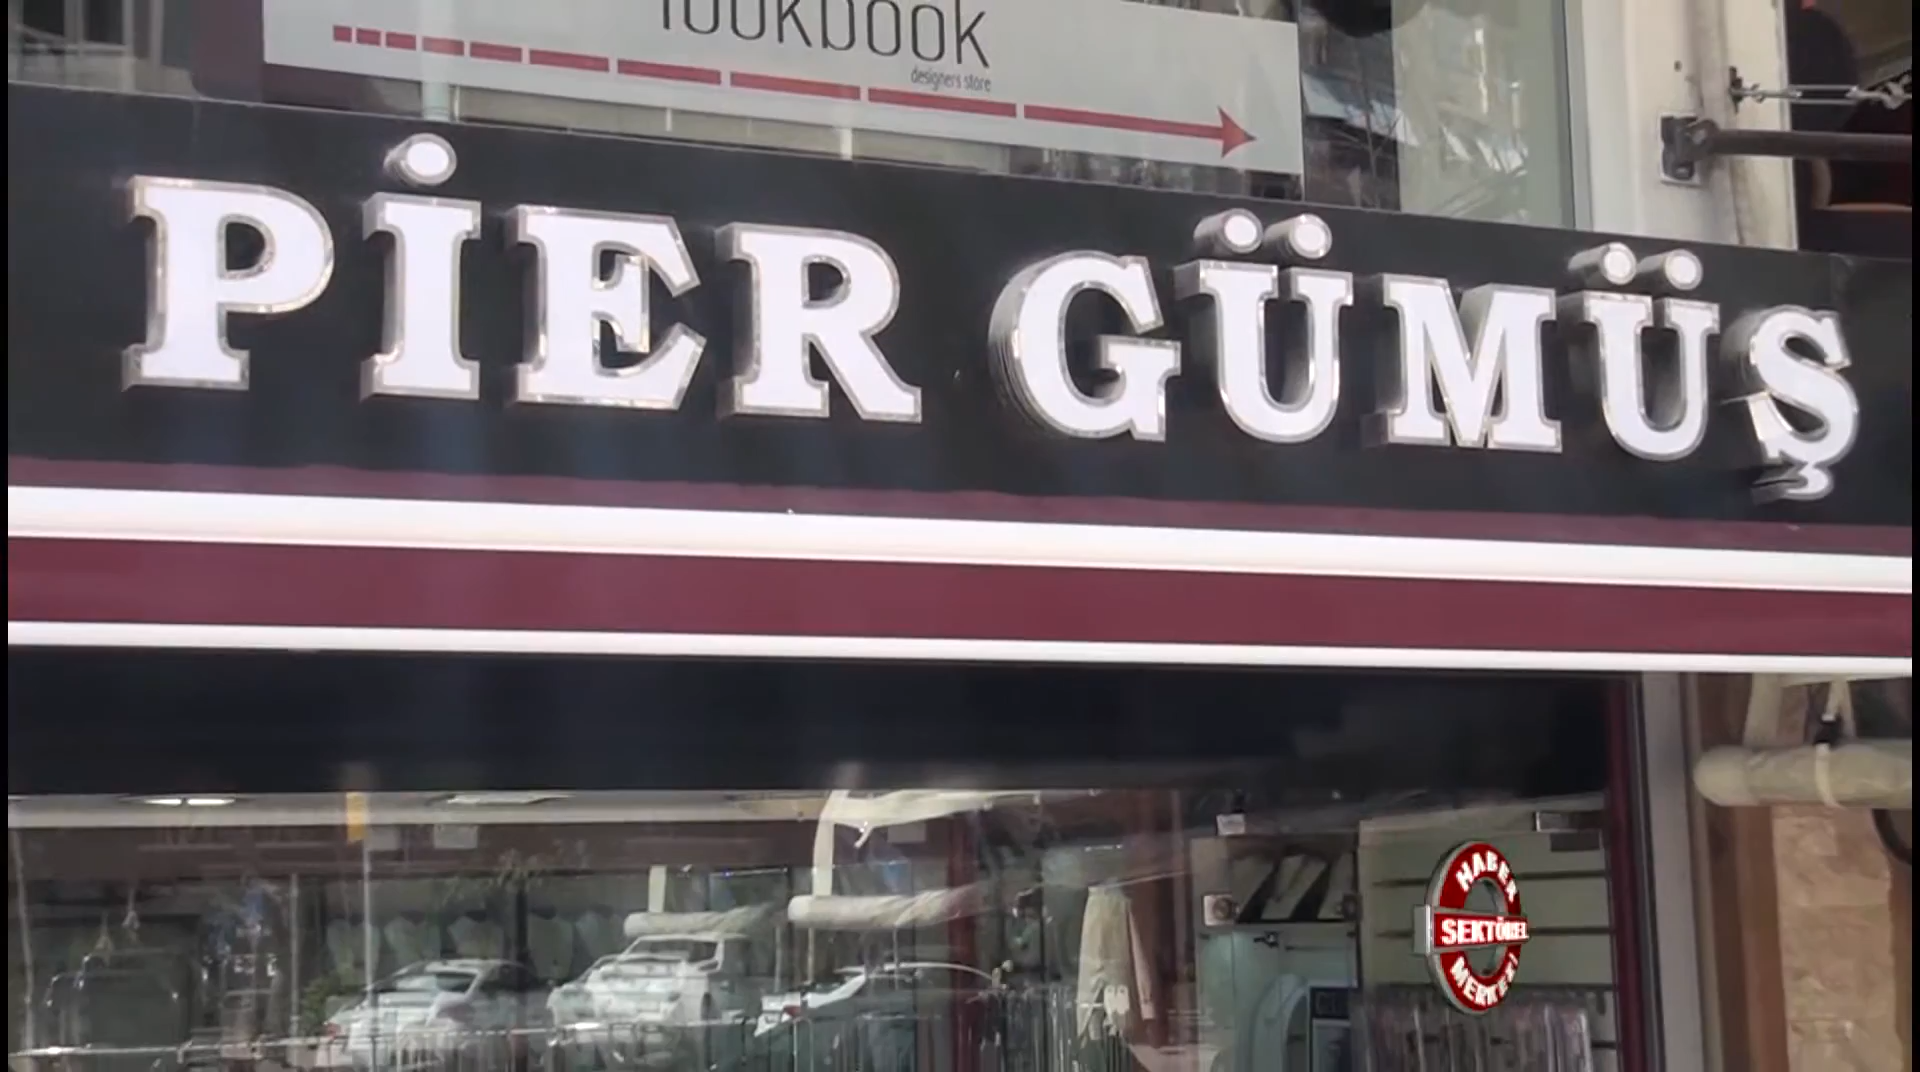 lookbook
designers store
PİER GÜMÜŞ
HABER
SEKTÖREL
MERKEZİ